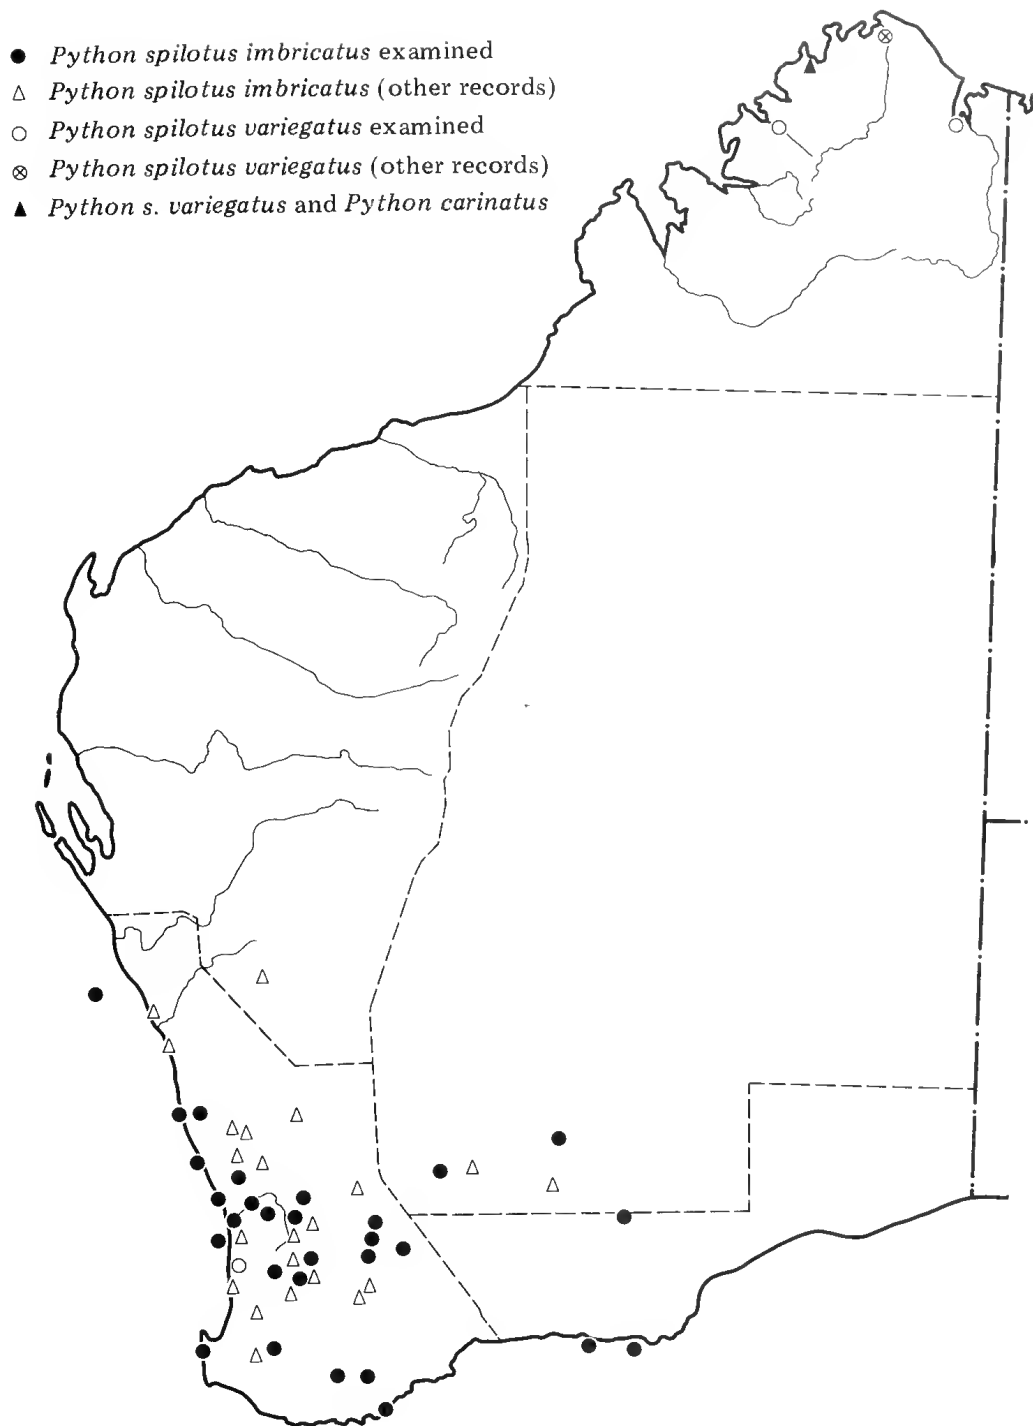 Python spilotus imbricatus examined
Python spilotus imbricatus (other records)
Python spilotus variegatus examined
Python spilotus variegatus (other records)
Python s. variegatus and Python carinatus